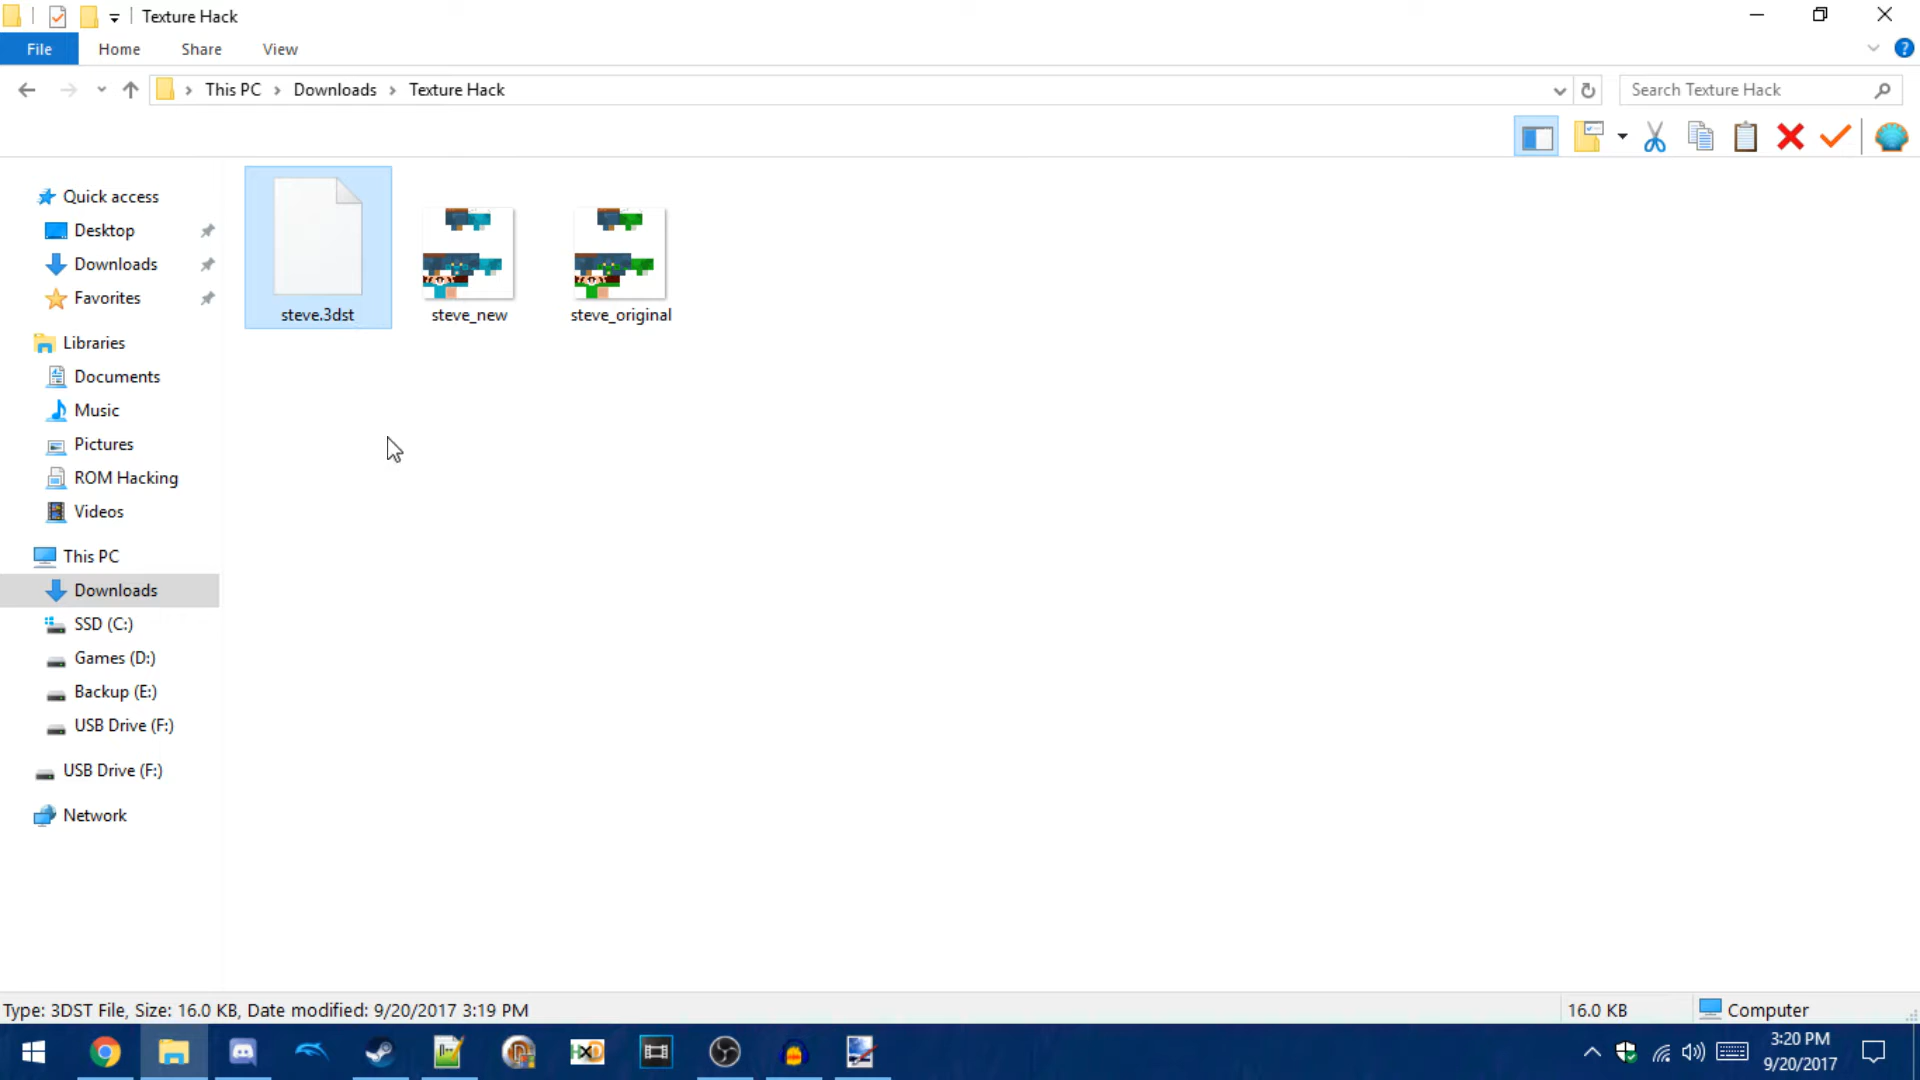 Texture Hack
File Home Share View
This PC Downloads Texture Hack
Search Texture Hack
Quick access
Desktop
Downloads
Favorites
Libraries
Documents
Music
Pictures
ROM Hacking
Videos
This PC
Downloads
SSD (C:)
Games (D:)
Backup (E:)
USB Drive (F:)
USB Drive (F:)
Network
steve.3dst steve_new steve_original
Type: 3DST File, Size: 16.0 KB, Date modified: 9/20/2017 3:19 PM
16.0 KB
Computer
HXD
3:20 PM
9/20/2017